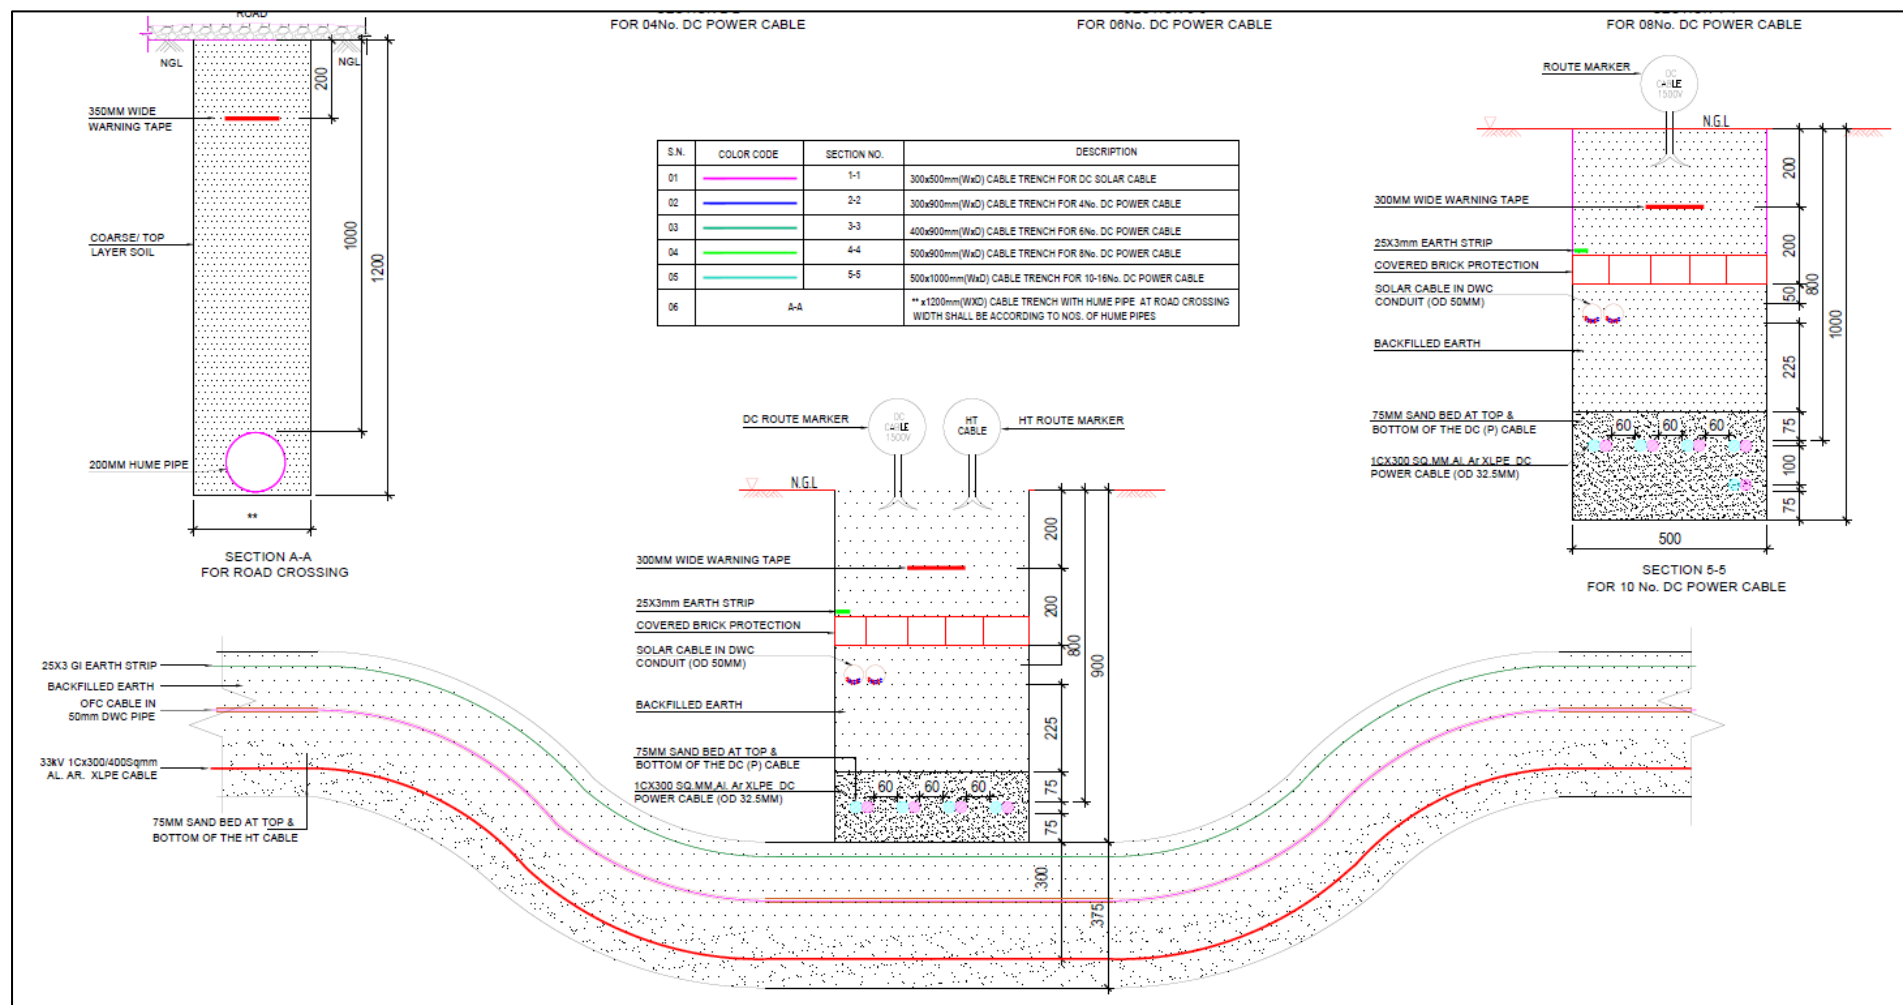 ROAD
FOR 04No. DC POWER CABLE
FOR 06No. DC POWER CABLE
FOR 08No. DC POWER CABLE
NGL
NGL
200
1000
1200
350MM WIDE
WARNING TAPE
COARSE/ TOP
LAYER SOIL
200MM HUME PIPE
**
SECTION A-A
FOR ROAD CROSSING
S.N. COLOR CODE SECTION NO. DESCRIPTION
01 1-1 300x500mm(WxD) CABLE TRENCH FOR DC SOLAR CABLE
02 2-2 300x900mm(WxD) CABLE TRENCH FOR 4No. DC POWER CABLE
03 3-3 400x900mm(WxD) CABLE TRENCH FOR 6No. DC POWER CABLE
04 4-4 500x900mm(WxD) CABLE TRENCH FOR 8No. DC POWER CABLE
05 5-5 500x1000mm(WxD) CABLE TRENCH FOR 10-16No. DC POWER CABLE
06 A-A ** x1200mm(WXD) CABLE TRENCH WITH HUME PIPE AT ROAD CROSSING
WIDTH SHALL BE ACCORDING TO NOS. OF HUME PIPES
ROUTE MARKER
DC
CABLE
1500V
N.G.L
300MM WIDE WARNING TAPE
25X3mm EARTH STRIP
COVERED BRICK PROTECTION
SOLAR CABLE IN DWC
CONDUIT (OD 50MM)
BACKFILLED EARTH
75MM SAND BED AT TOP &
BOTTOM OF THE DC (P) CABLE
1CX300 SQ.MM,Al. Ar XLPE DC
POWER CABLE (OD 32.5MM)
60 60 60
200
200
50
225
75
100
75
800
1000
500
SECTION 5-5
FOR 10 No. DC POWER CABLE
DC ROUTE MARKER
DC
CABLE
1500V
HT
CABLE
HT ROUTE MARKER
N.G.L
300MM WIDE WARNING TAPE
25X3mm EARTH STRIP
COVERED BRICK PROTECTION
SOLAR CABLE IN DWC
CONDUIT (OD 50MM)
BACKFILLED EARTH
75MM SAND BED AT TOP &
BOTTOM OF THE DC (P) CABLE
1CX300 SQ.MM,Al. Ar XLPE DC
POWER CABLE (OD 32.5MM)
60 60 60
200
200
225
75
75
800
900
300
375
25X3 GI EARTH STRIP
BACKFILLED EARTH
OFC CABLE IN
50mm DWC PIPE
33kV 1Cx300/400Sqmm
AL. AR. XLPE CABLE
75MM SAND BED AT TOP &
BOTTOM OF THE HT CABLE